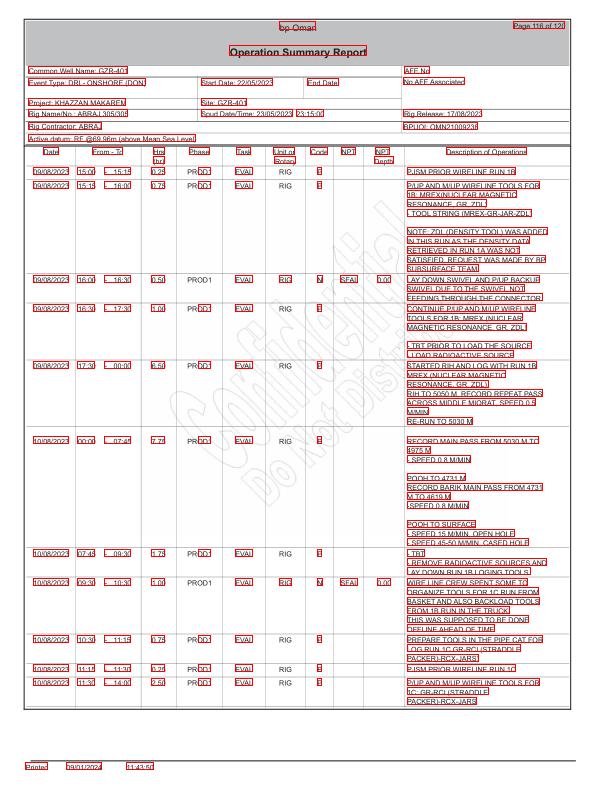 bp Oman
Page 116 of 120
Operation Summary Report
Common Well Name: GZR-401
AFE No
Event Type: DRL- ONSHORE (DON)
Start Date: 22/05/2023
End Date
No AFE Associated
Project: KHAZZAN MAKAREM
Site: GZR-401
Rig Name/No.: ABRAJ 305/305
Spud Date/Time: 23/05/2023 23:15:00
Rig Release: 17/08/2023
Rig Contractor: ABRAJ
BPUOI: OMN21009236
Active datum: RF @69.96m (above Mean Sea Level)
Date
From - To
Hrs
(hr)
Phase
Task
Unit or
Rotary
Code
NPT
NPT
Depth
Description of Operations
09/08/2023 15:00 - 15:15 0.25 PROD1 EVAL RIG P PJSM PRIOR WIRELINE RUN 1B
09/08/2023 15:15 - 16:00 0.75 PROD1 EVAL RIG P P/UP AND M/UP WIRELINE TOOLS FOR
1B: MREX(NUCLEAR MAGNETIC
RESONANCE, GR, ZDL)
- TOOL STRING (MREX-GR-JAR-ZDL)
NOTE: ZDL (DENSITY TOOL) WAS ADDED
IN THIS RUN AS THE DENSITY DATA
RETRIEVED IN RUN 1A WAS NOT
SATISFIED, REQUEST WAS MADE BY BP
SUBSURFACE TEAM
09/08/2023 16:00 - 16:30 0.50 PROD1 EVAL RIG N SFAL 0.00 LAY DOWN SWIVEL AND P/UP BACKUP
SWIVEL DUE TO THE SWIVEL NOT
FEEDING THROUGH THE CONNECTOR
09/08/2023 16:30 - 17:30 1.00 PROD1 EVAL RIG P CONTINUE P/UP AND M/UP WIRELINE
TOOLS FOR 1B: MREX (NUCLEAR
MAGNETIC RESONANCE, GR, ZDL)
- TBT PRIOR TO LOAD THE SOURCE
- LOAD RADIOACTIVE SOURCE
09/08/2023 17:30 - 00:00 6.50 PROD1 EVAL RIG P STARTED RIH AND LOG WITH RUN 1B
MREX (NUCLEAR MAGNETIC
RESONANCE, GR, ZDL)
RIH TO 5050 M, RECORD REPEAT PASS
ACROSS MIDDLE MIQRAT, SPEED 0.5
M/MIN
RE-RUN TO 5030 M
10/08/2023 00:00 - 07:45 7.75 PROD1 EVAL RIG P RECORD MAIN PASS FROM 5030 M TO
4975 M
- SPEED 0.8 M/MIN
POOH TO 4731 M
RECORD BARIK MAIN PASS FROM 4731
M TO 4619 M
- SPEED 0.8 M/MIN
POOH TO SURFACE
- SPEED 15 M/MIN, OPEN HOLE
- SPEED 45-50 M/MIN, CASED HOLE
10/08/2023 07:45 - 09:30 1.75 PROD1 EVAL RIG P - TBT
- REMOVE RADIOACTIVE SOURCES AND
LAY DOWN RUN 1B LOGING TOOLS
10/08/2023 09:30 - 10:30 1.00 PROD1 EVAL RIG N SFAL 0.00 WIRE LINE CREW SPENT SOME TO
ORGANIZE TOOLS FOR 1C RUN FROM
BASKET AND ALSO BACKLOAD TOOLS
FROM 1B RUN IN THE TRUCK.
THIS WAS SUPPOSED TO BE DONE
OFFLINE AHEAD OF TIME
10/08/2023 10:30 - 11:15 0.75 PROD1 EVAL RIG P PREPARE TOOLS IN THE PIPE CAT FOR
LOG RUN 1C GR-RCI (STRADDLE
PACKER)-RCX-JARS)
10/08/2023 11:15 - 11:30 0.75 PROD1 EVAL RIG P PJSM PRIOR WIRELINE RUN 1C
10/08/2023 11:30 - 14:00 2.50 PROD1 EVAL RIG P P/UP AND M/UP WIRELINE TOOLS FOR
1C: GR-RCI (STRADDLE
PACKER)-RCX-JARS
Confidential
Do Not Distribute
Printed 09/01/2024 11:43:50